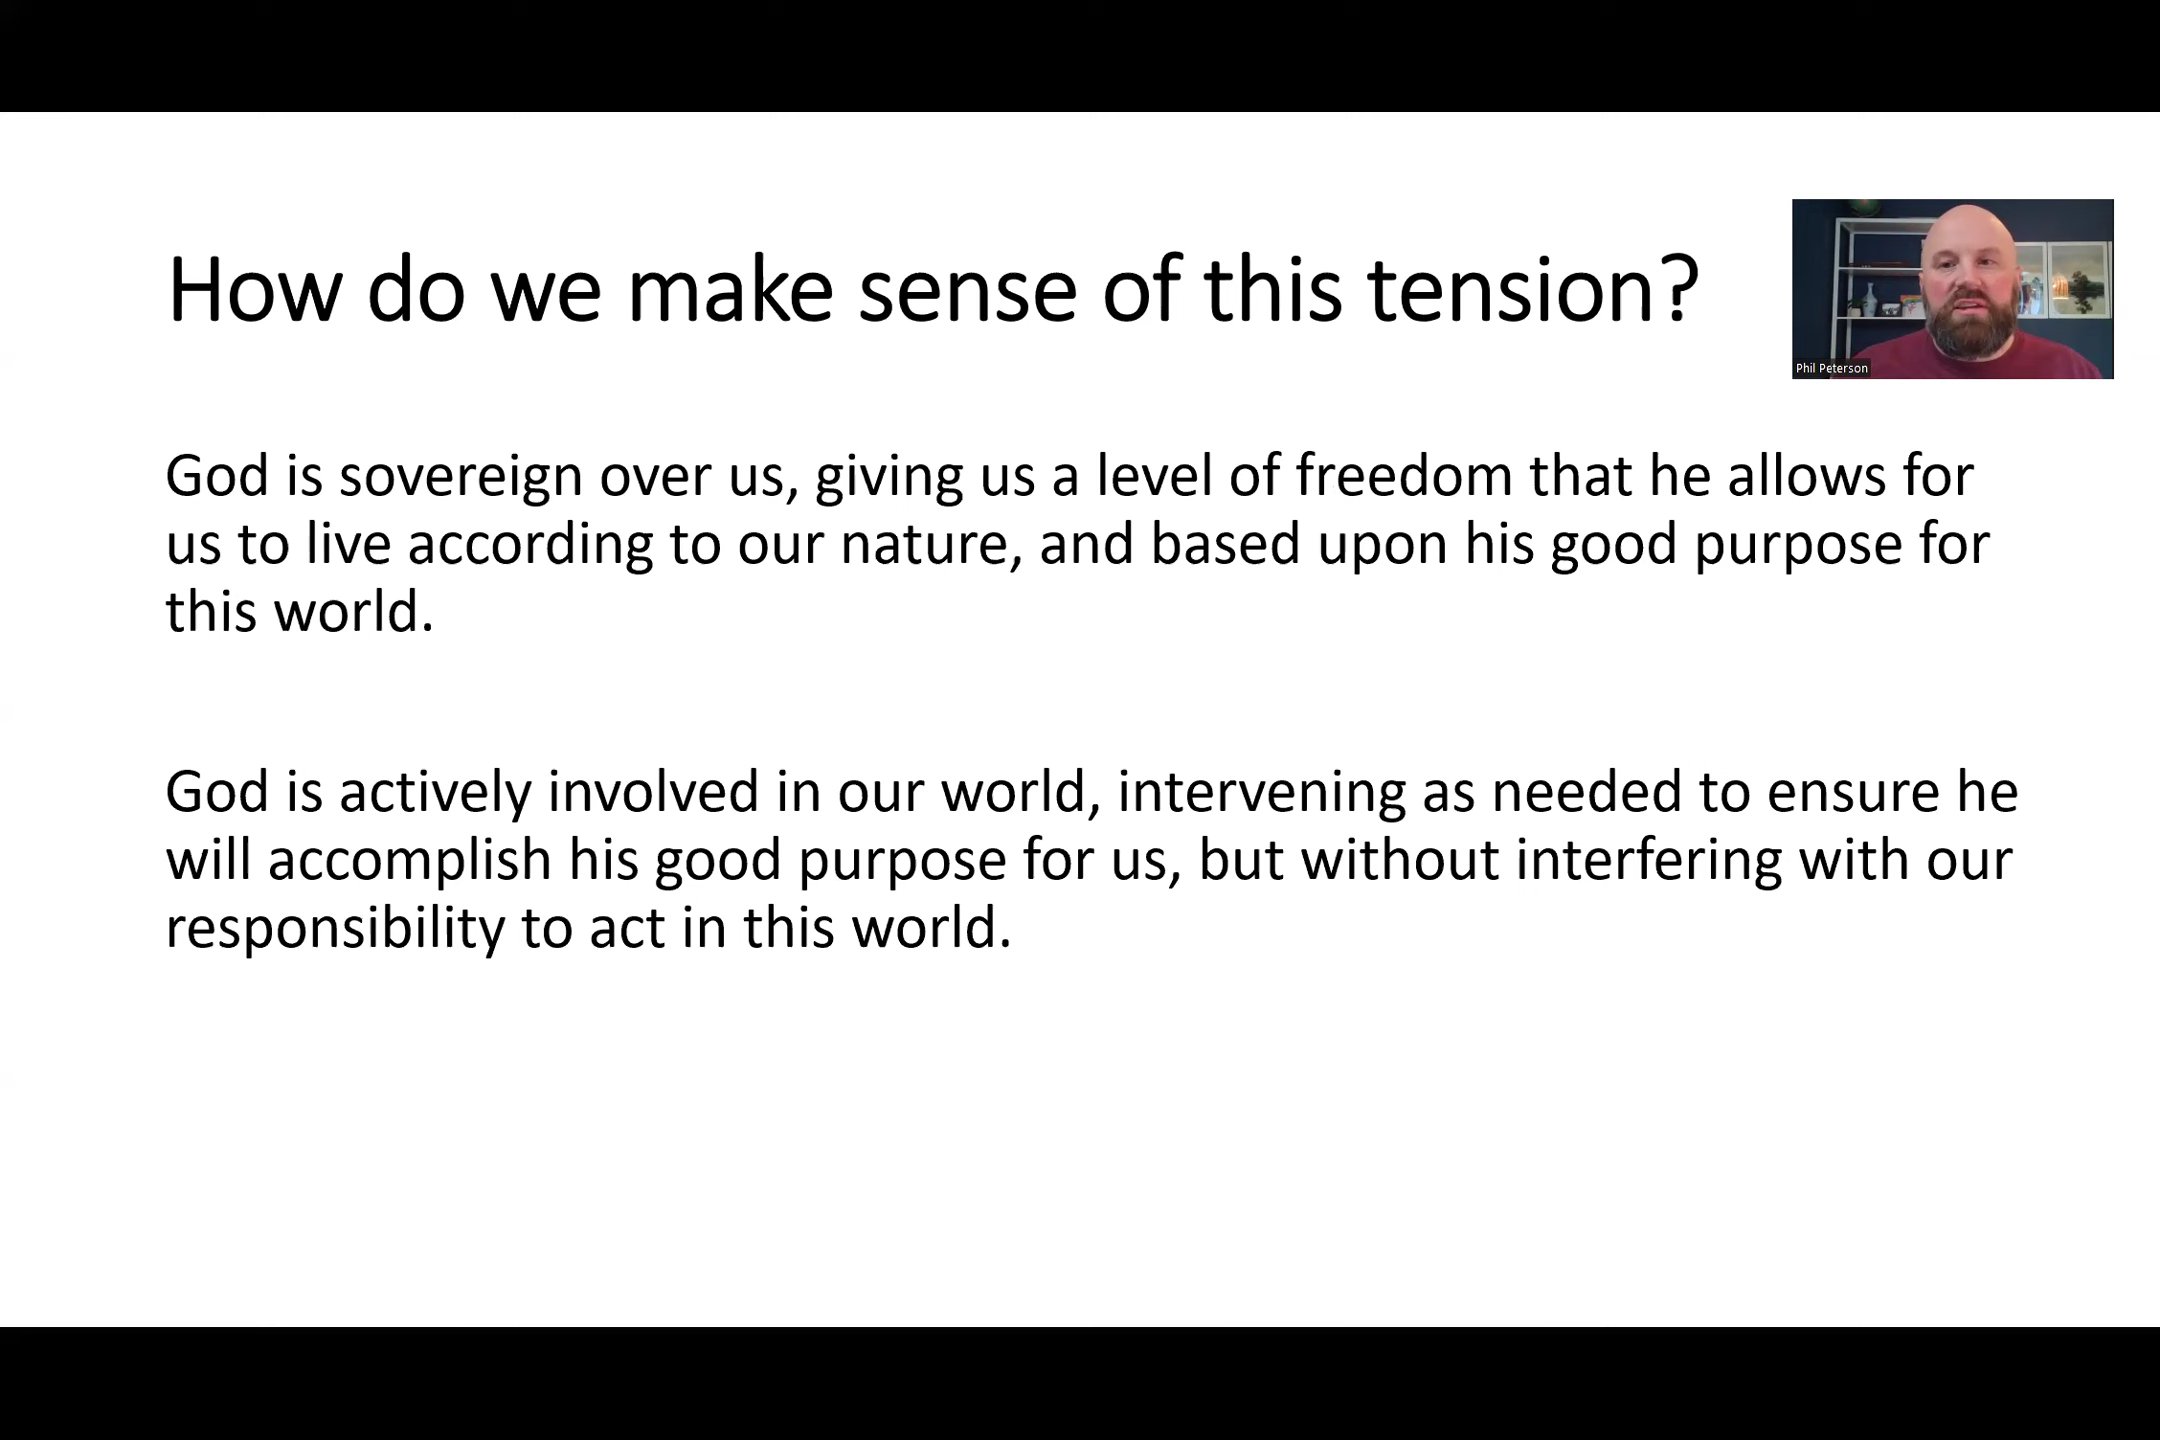 How do we make sense of this tension?
Phil Peterson
God is sovereign over us, giving us a level of freedom that he allows for
us to live according to our nature, and based upon his good purpose for
this world.
God is actively involved in our world, intervening as needed to ensure he
will accomplish his good purpose for us, but without interfering with our
responsibility to act in this world.